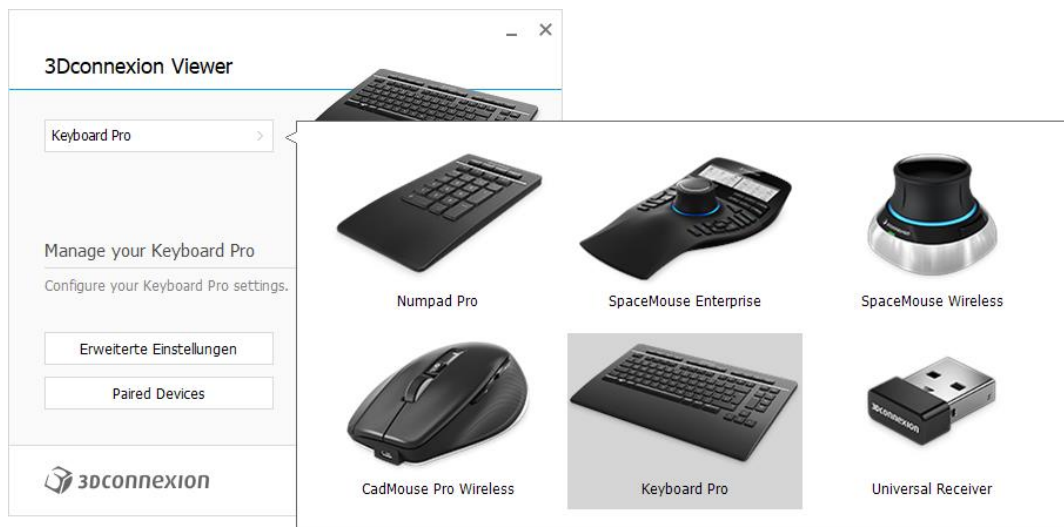 3Dconnexion Viewer
Keyboard Pro
Manage your Keyboard Pro
Configure your Keyboard Pro settings.
Erweiterte Einstellungen
Paired Devices
3Dconnexion
Numpad Pro
SpaceMouse Enterprise
SpaceMouse Wireless
CadMouse Pro Wireless
Keyboard Pro
3Dconnexion
Universal Receiver